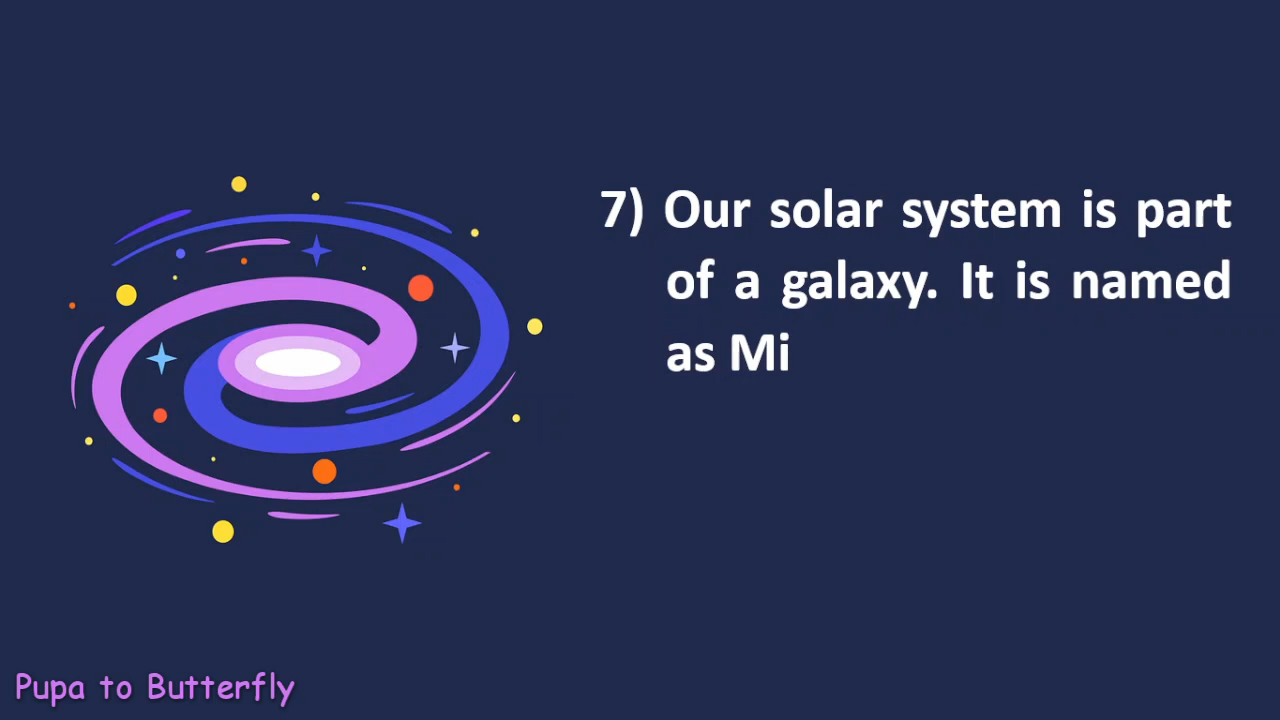 7) Our solar system is part
of a galaxy. It is named
as Mi
Pupa to Butterfly